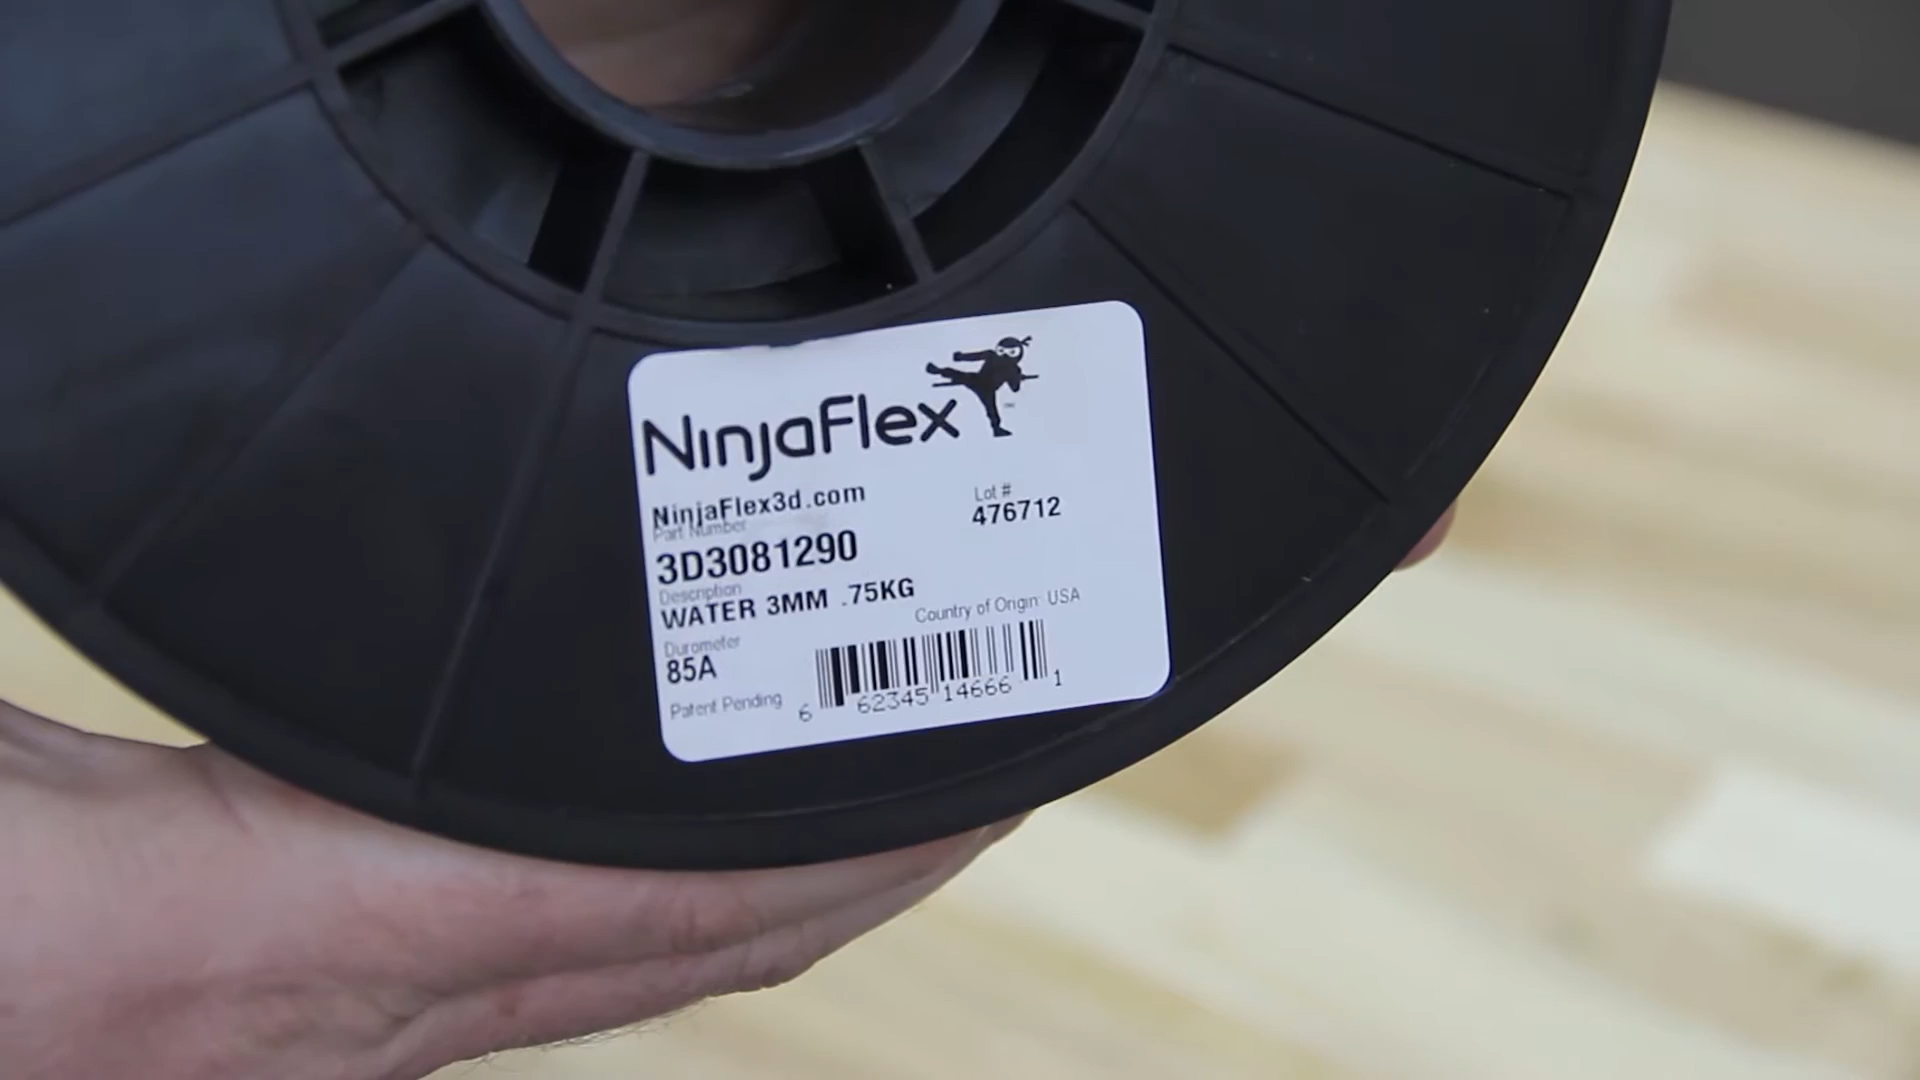 NinjaFlex
NinjaFlex3d.com
Lot #
476712
Part Number
3D3081290
Description
WATER 3MM .75KG
Country of Origin USA
Durometer
85A
Patent Pending
6 62345 14666 1